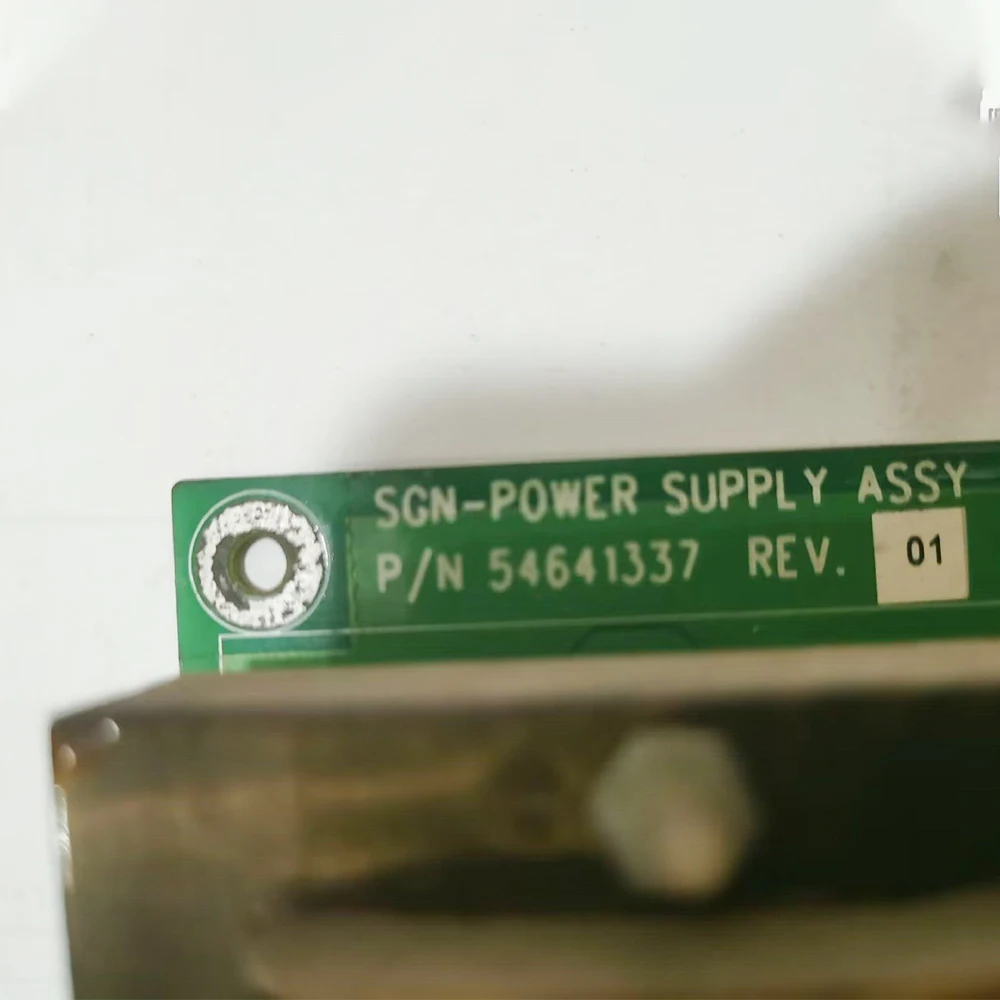 SGN-POWER SUPPLY ASSY
P/N 54641337 REV. 01